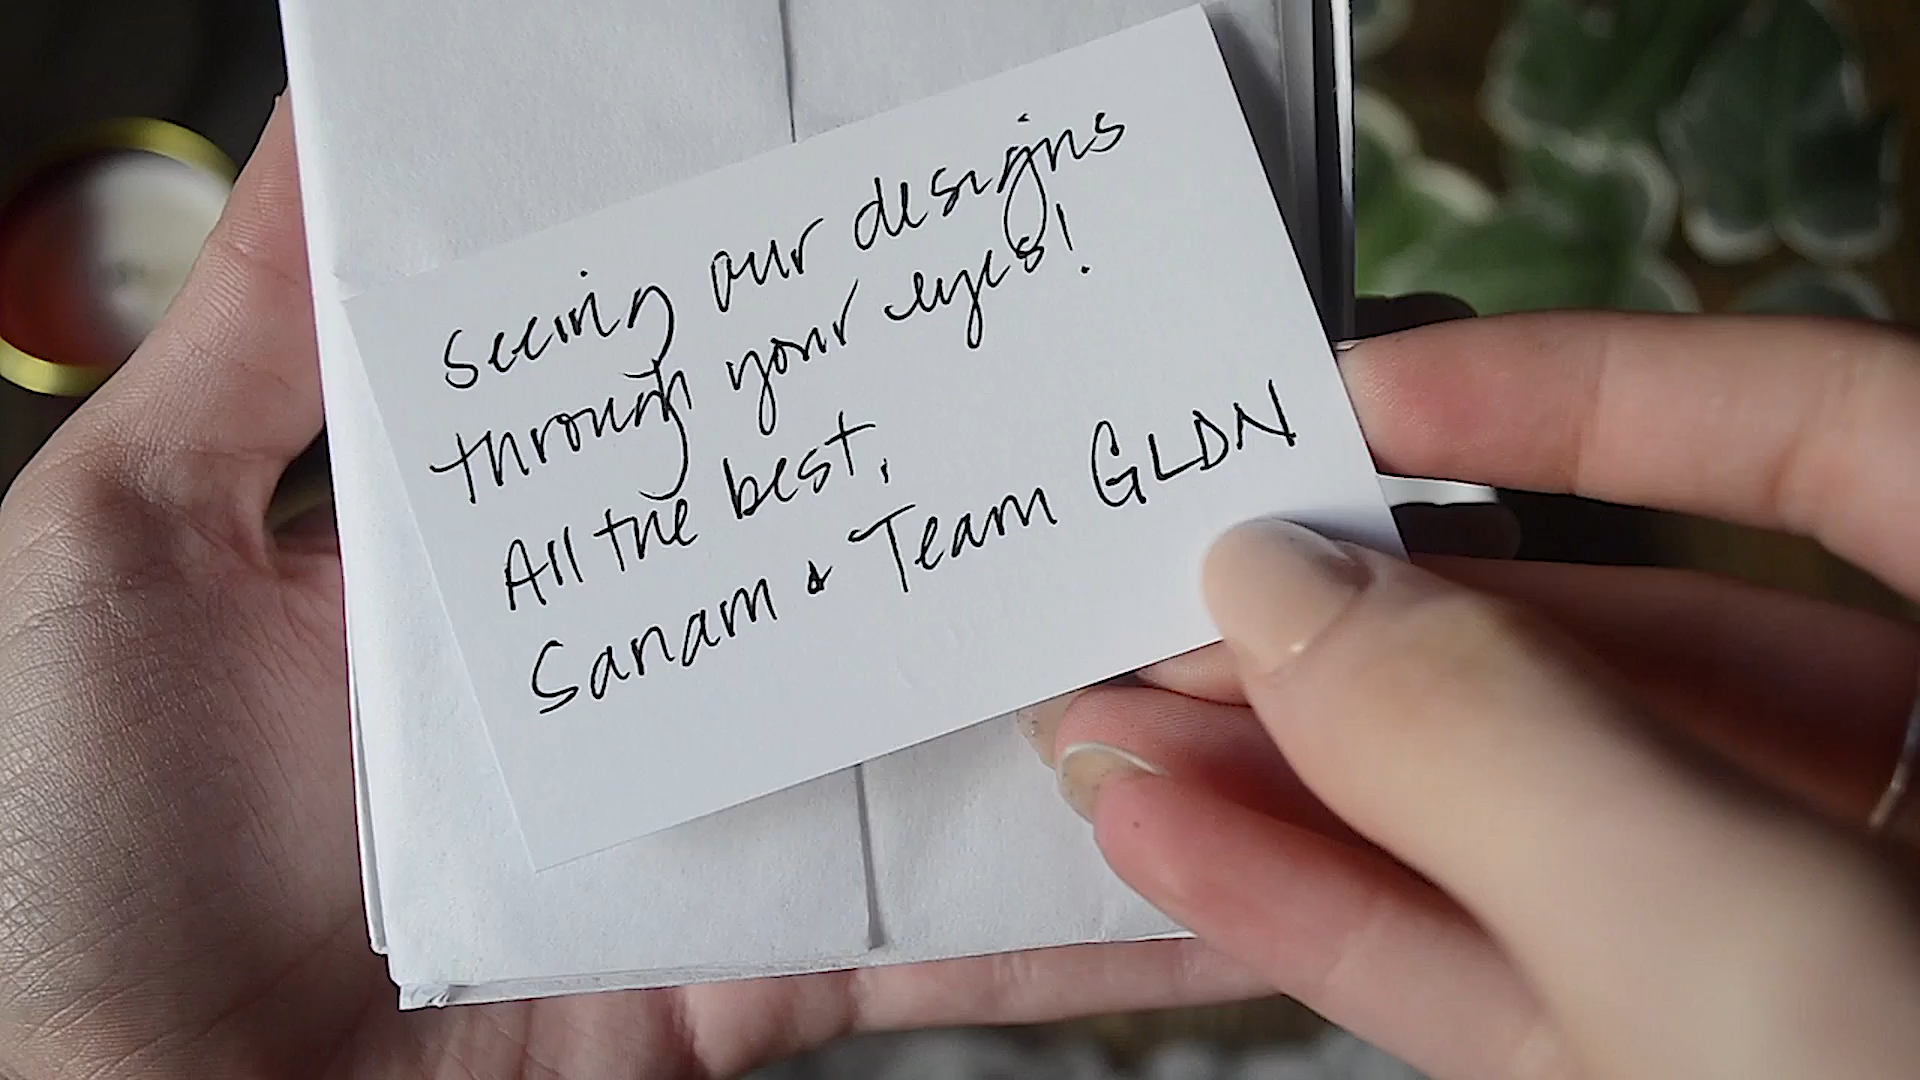 Seeing our designs
through your eyes!
All the best,
Sanam & Team GLDN